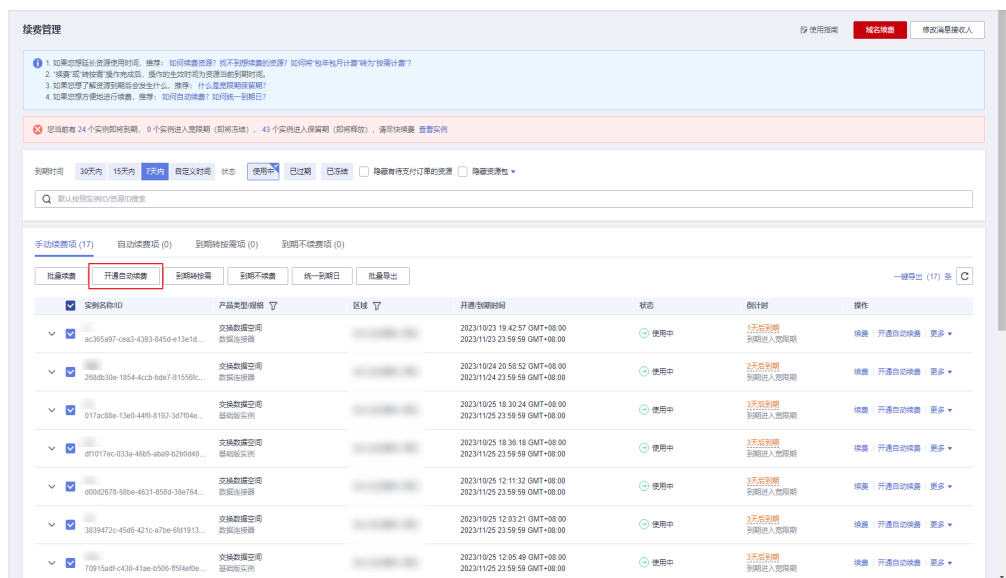 续费管理
使用指南 域名续费 修改消息接收人
1. 如果您想延长资源使用时间，推荐： 如何续费资源? 找不到想续费的资源? 如何将“包年包月计费”转为“按需计费”?
2. “续费”或“转按需”操作完成后，操作的生效时间为资源当前到期时间。
3. 如果您想了解资源到期后会发生什么，推荐： 什么是宽限期保留期?
4. 如果您想方便地进行续费，推荐： 如何自动续费? 如何统一到期日?
您当前有 24 个实例即将到期， 0 个实例进入宽限期（即将冻结）， 43 个实例进入保留期（即将释放），请尽快续费 查看实例
到期时间 30天内 15天内 7天内 自定义时间 状态 使用中 已过期 已冻结 隐藏有待支付订单的资源 隐藏资源包
默认按照实例ID/资源ID搜索
手动续费项 (17) 自动续费项 (0) 到期转按需项 (0) 到期不续费项 (0)
批量续费 开通自动续费 到期转按需 到期不续费 统一到期日 批量导出 一键导出 (17) 条
实例名称/ID 产品类型/规格 区域 开通/到期时间 状态 倒计时 操作
交换数据空间 2023/10/23 19:42:57 GMT+08:00 使用中 1天后到期 续费 开通自动续费 更多
ac365a97-cea3-4393-845d-e13e1d... 数据连接器 2023/11/23 23:59:59 GMT+08:00 到期进入宽限期
交换数据空间 2023/10/24 20:58:52 GMT+08:00 使用中 2天后到期 续费 开通自动续费 更多
268db30e-1854-4ccb-bde7-81556fc... 数据连接器 2023/11/24 23:59:59 GMT+08:00 到期进入宽限期
交换数据空间 2023/10/25 18:30:24 GMT+08:00 使用中 3天后到期 续费 开通自动续费 更多
017ac88e-13e0-44f0-8192-3d7f04e... 基础版实例 2023/11/25 23:59:59 GMT+08:00 到期进入宽限期
交换数据空间 2023/10/25 18:36:18 GMT+08:00 使用中 3天后到期 续费 开通自动续费 更多
df1017ec-033a-46b5-aba9-b2b0d40... 基础版实例 2023/11/25 23:59:59 GMT+08:00 到期进入宽限期
交换数据空间 2023/10/25 12:11:32 GMT+08:00 使用中 3天后到期 续费 开通自动续费 更多
d00d2678-58be-4631-858d-38e764... 数据连接器 2023/11/25 23:59:59 GMT+08:00 到期进入宽限期
交换数据空间 2023/10/25 12:03:21 GMT+08:00 使用中 3天后到期 续费 开通自动续费 更多
3839472c-45d6-421c-a7be-6fd1913... 数据连接器 2023/11/25 23:59:59 GMT+08:00 到期进入宽限期
交换数据空间 2023/10/25 12:05:49 GMT+08:00 使用中 3天后到期 续费 开通自动续费 更多
70915adf-c430-41ae-b506-ff5f4ef0e... 基础版实例 2023/11/25 23:59:59 GMT+08:00 到期进入宽限期